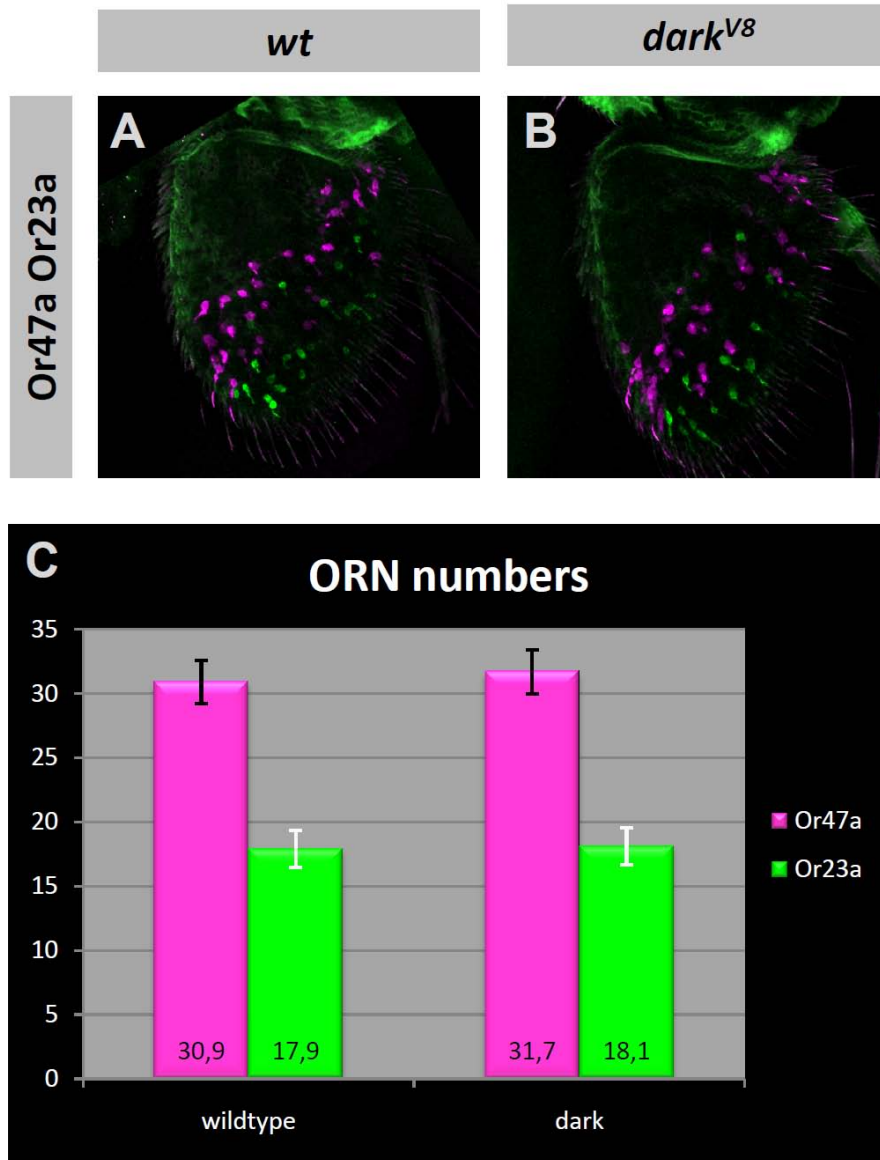 wt
dark^V8
Or47a Or23a
A
B
C
ORN numbers
35
30
25
20
15
10
5
0
30,9
17,9
31,7
18,1
wildtype
dark
Or47a
Or23a